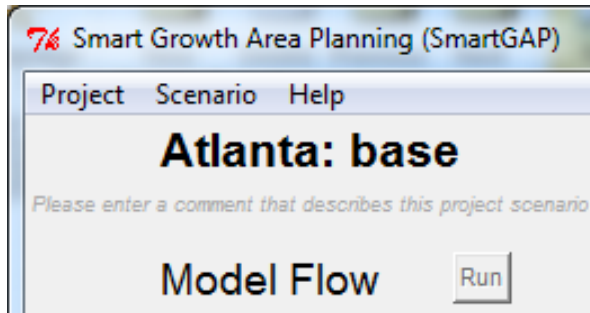 Smart Growth Area Planning (SmartGAP)
Project Scenario Help
Atlanta: base
Please enter a comment that describes this project scenario
Model Flow Run